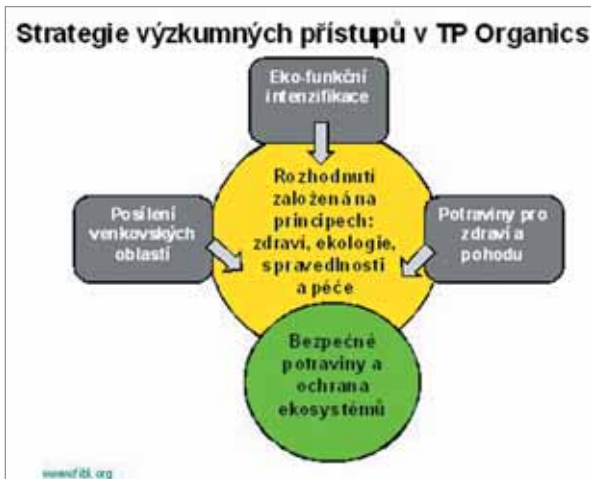 Strategie výzkumných přístupů v TP Organics
Eko-funkční
intenzifikace
Rozhodnutí
založená na
principech:
zdraví, ekologie,
spravedlnosti
a péče
Posílení
venkovských
oblastí
Potraviny pro
zdraví a
pohodu
Bezpečné
potraviny a
ochrana
ekosystémů
www.fibl.org